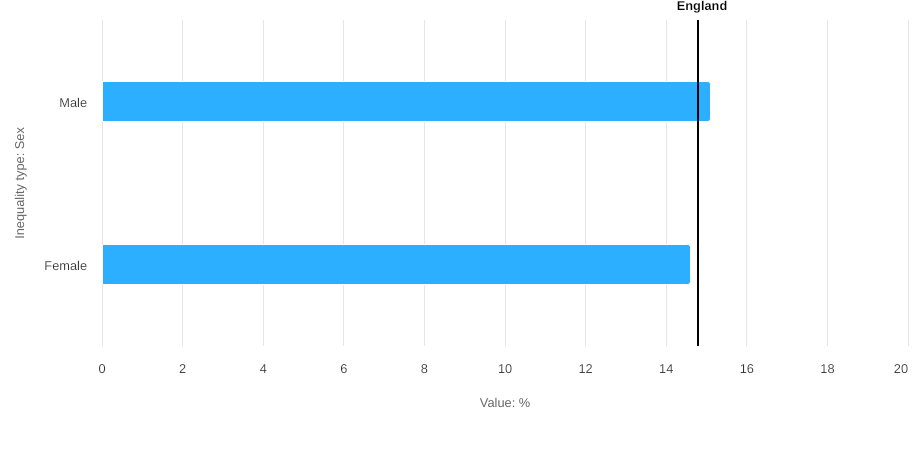 England
Male
Inequality type: Sex
Female
0 2 4 6 8 10 12 14 16 18 20
Value: %